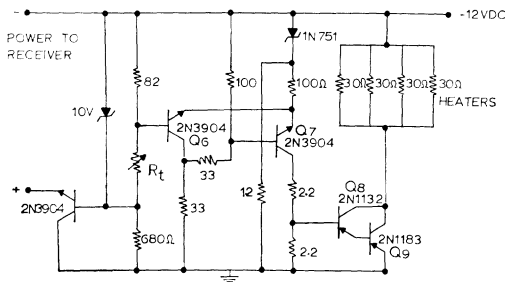 - -12VDC
POWER TO
RECEIVER
1N751
82
100
100Ω
30Ω 30Ω 30Ω 30Ω
HEATERS
10V
2N3904
Q6
Q7
2N3904
Rt
33
+
2N3904
33
12
2.2
Q8
2N1132
680Ω
2.2
2N1183
Q9